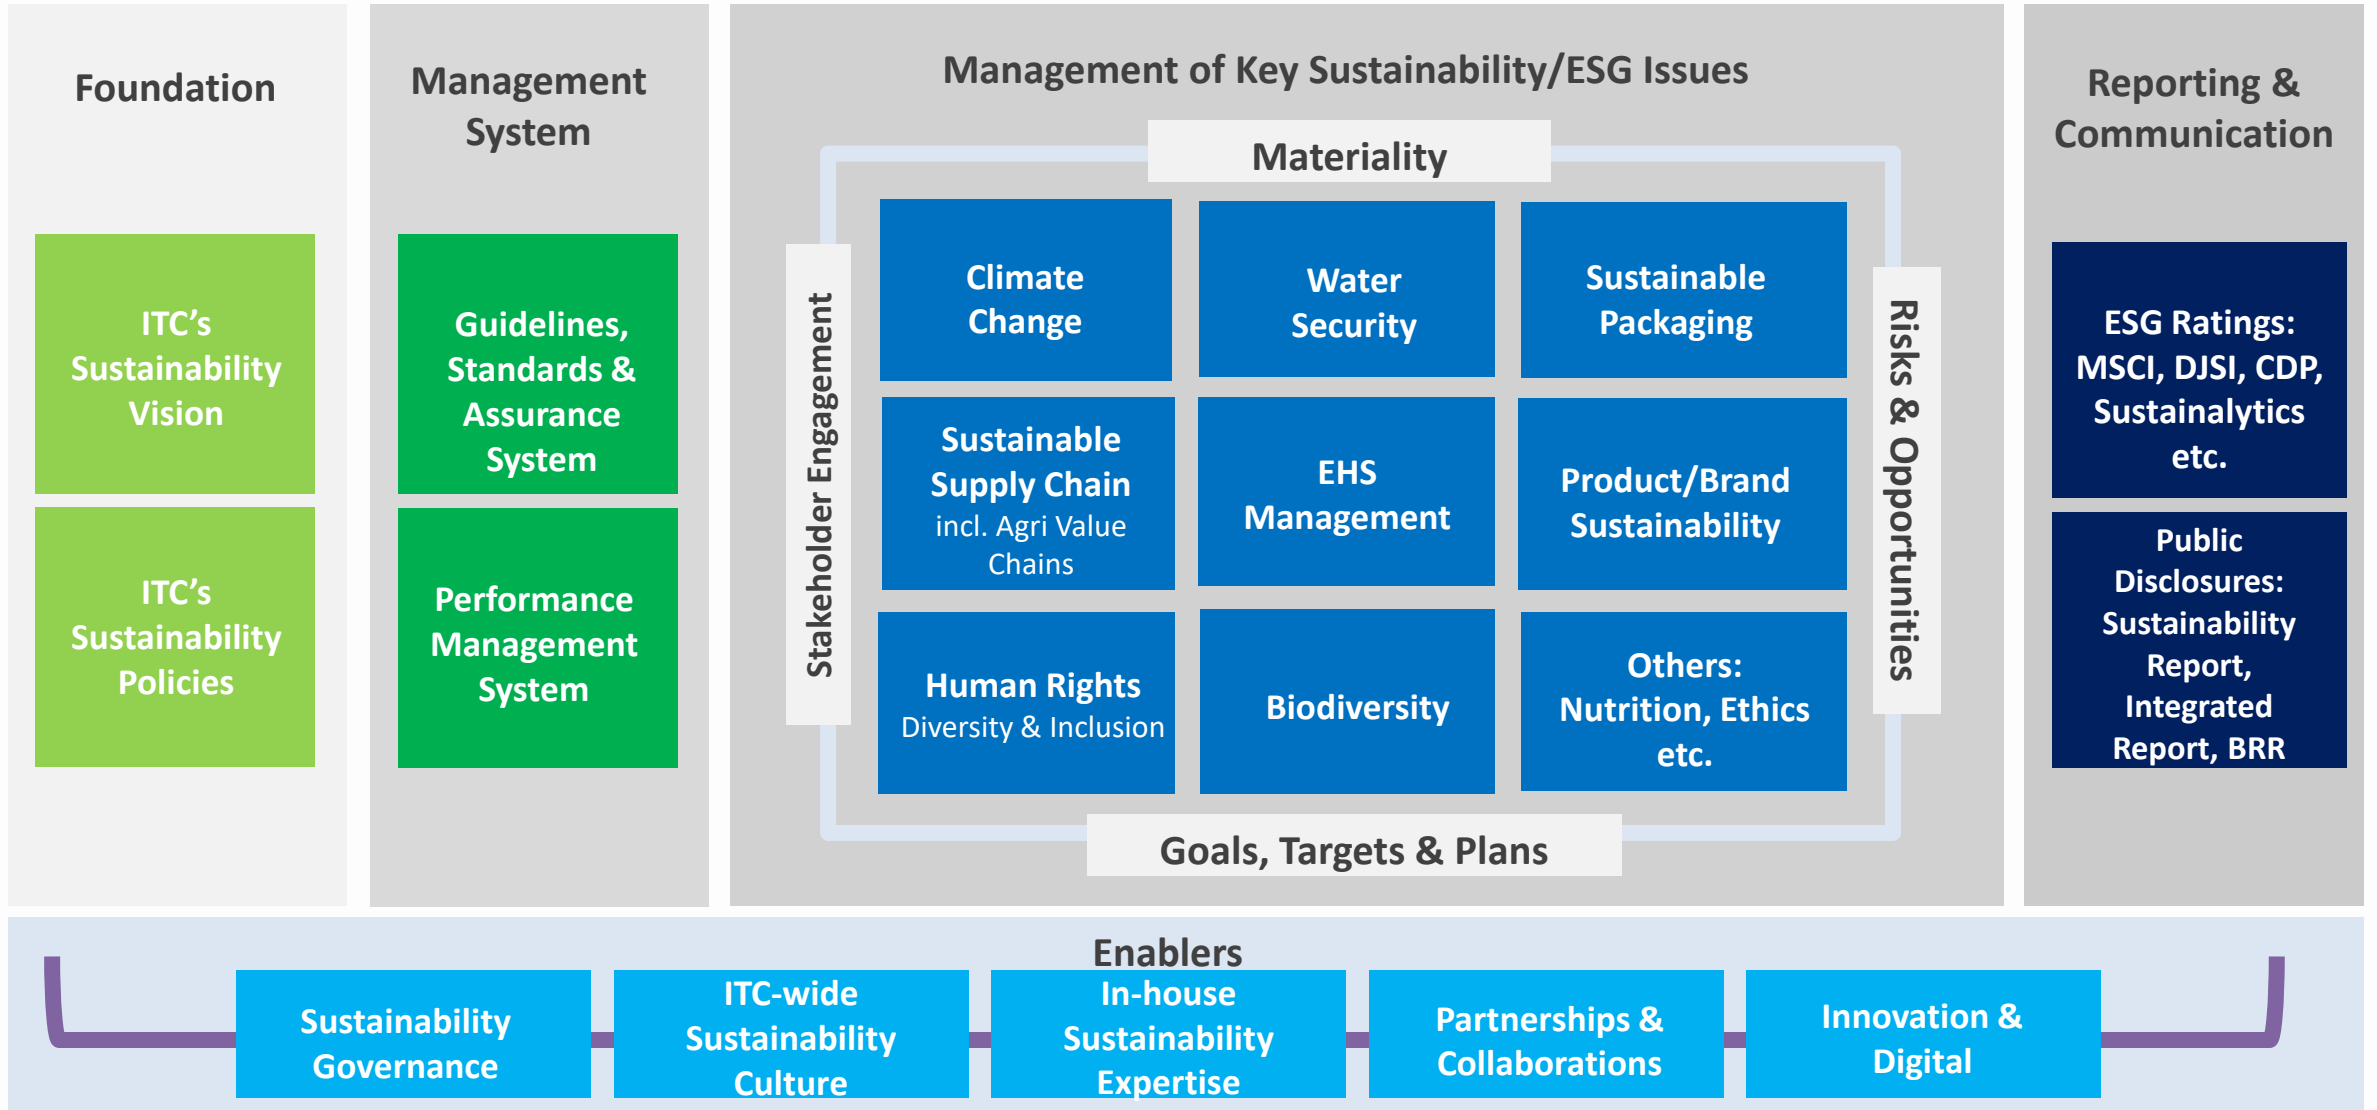 Foundation
ITC’s
Sustainability
Vision
ITC’s
Sustainability
Policies
Management
System
Guidelines,
Standards &
Assurance
System
Performance
Management
System
Management of Key Sustainability/ESG Issues
Materiality
Stakeholder Engagement
Climate
Change
Water
Security
Sustainable
Packaging
Sustainable
Supply Chain
incl. Agri Value
Chains
EHS
Management
Product/Brand
Sustainability
Human Rights
Diversity & Inclusion
Biodiversity
Others:
Nutrition, Ethics
etc.
Risks & Opportunities
Goals, Targets & Plans
Reporting &
Communication
ESG Ratings:
MSCI, DJSI, CDP,
Sustainalytics
etc.
Public
Disclosures:
Sustainability
Report,
Integrated
Report, BRR
Enablers
Sustainability
Governance
ITC-wide
Sustainability
Culture
In-house
Sustainability
Expertise
Partnerships &
Collaborations
Innovation &
Digital